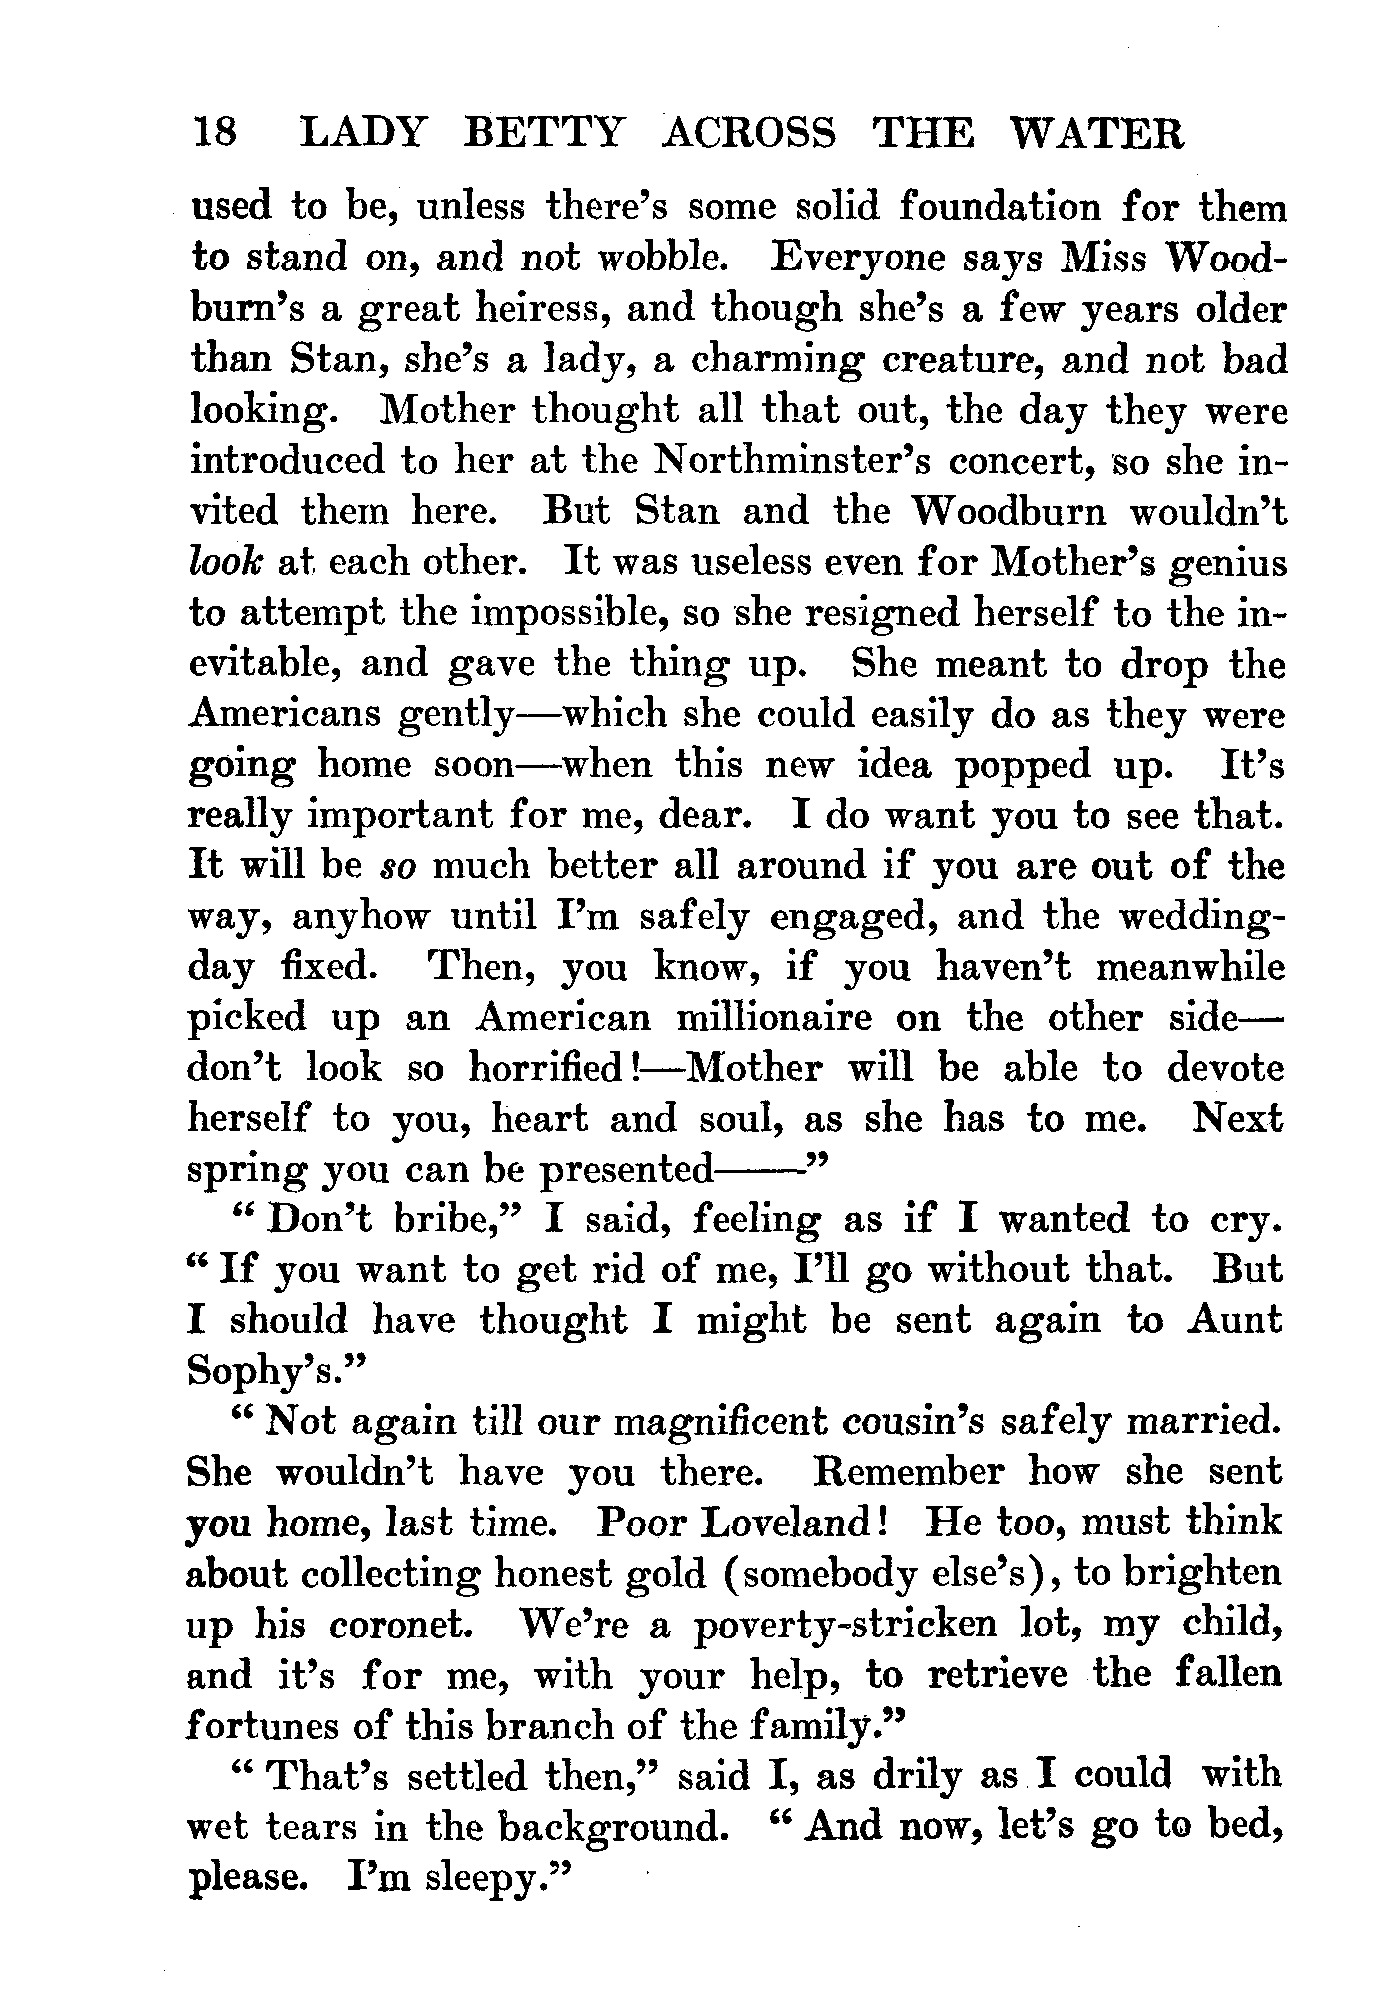 18 LADY BETTY ACROSS THE WATER
used to be, unless there's some solid foundation for them
to stand on, and not wobble. Everyone says Miss Wood-
burn's a great heiress, and though she's a few years older
than Stan, she's a lady, a charming creature, and not bad
looking. Mother thought all that out, the day they were
introduced to her at the Northminster's concert, so she in-
vited them here. But Stan and the Woodburn wouldn't
look at each other. It was useless even for Mother's genius
to attempt the impossible, so she resigned herself to the in-
evitable, and gave the thing up. She meant to drop the
Americans gently—which she could easily do as they were
going home soon—when this new idea popped up. It's
really important for me, dear. I do want you to see that.
It will be so much better all around if you are out of the
way, anyhow until I'm safely engaged, and the wedding-
day fixed. Then, you know, if you haven't meanwhile
picked up an American millionaire on the other side—
don't look so horrified!—Mother will be able to devote
herself to you, heart and soul, as she has to me. Next
spring you can be presented——"
"Don't bribe," I said, feeling as if I wanted to cry.
"If you want to get rid of me, I'll go without that. But
I should have thought I might be sent again to Aunt
Sophy's."
"Not again till our magnificent cousin's safely married.
She wouldn't have you there. Remember how she sent
you home, last time. Poor Loveland! He too, must think
about collecting honest gold (somebody else's), to brighten
up his coronet. We're a poverty-stricken lot, my child,
and it's for me, with your help, to retrieve the fallen
fortunes of this branch of the family."
"That's settled then," said I, as drily as I could with
wet tears in the background. "And now, let's go to bed,
please. I'm sleepy."